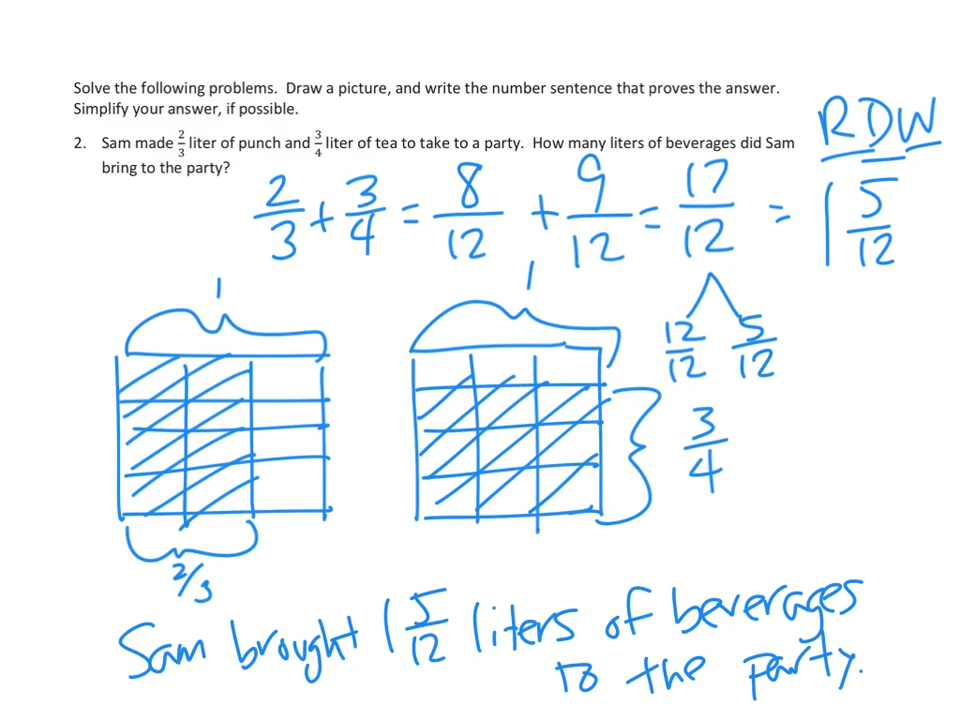 Solve the following problems. Draw a picture, and write the number sentence that proves the answer.
Simplify your answer, if possible.
RDW
2. Sam made 2/3 liter of punch and 3/4 liter of tea to take to a party. How many liters of beverages did Sam
bring to the party?
2/3 + 3/4 = 8/12 + 9/12 = 17/12 = 1 5/12
1 1
12/12 5/12
3/4
2/3
Sam brought 1 5/12 liters of beverages
to the party.